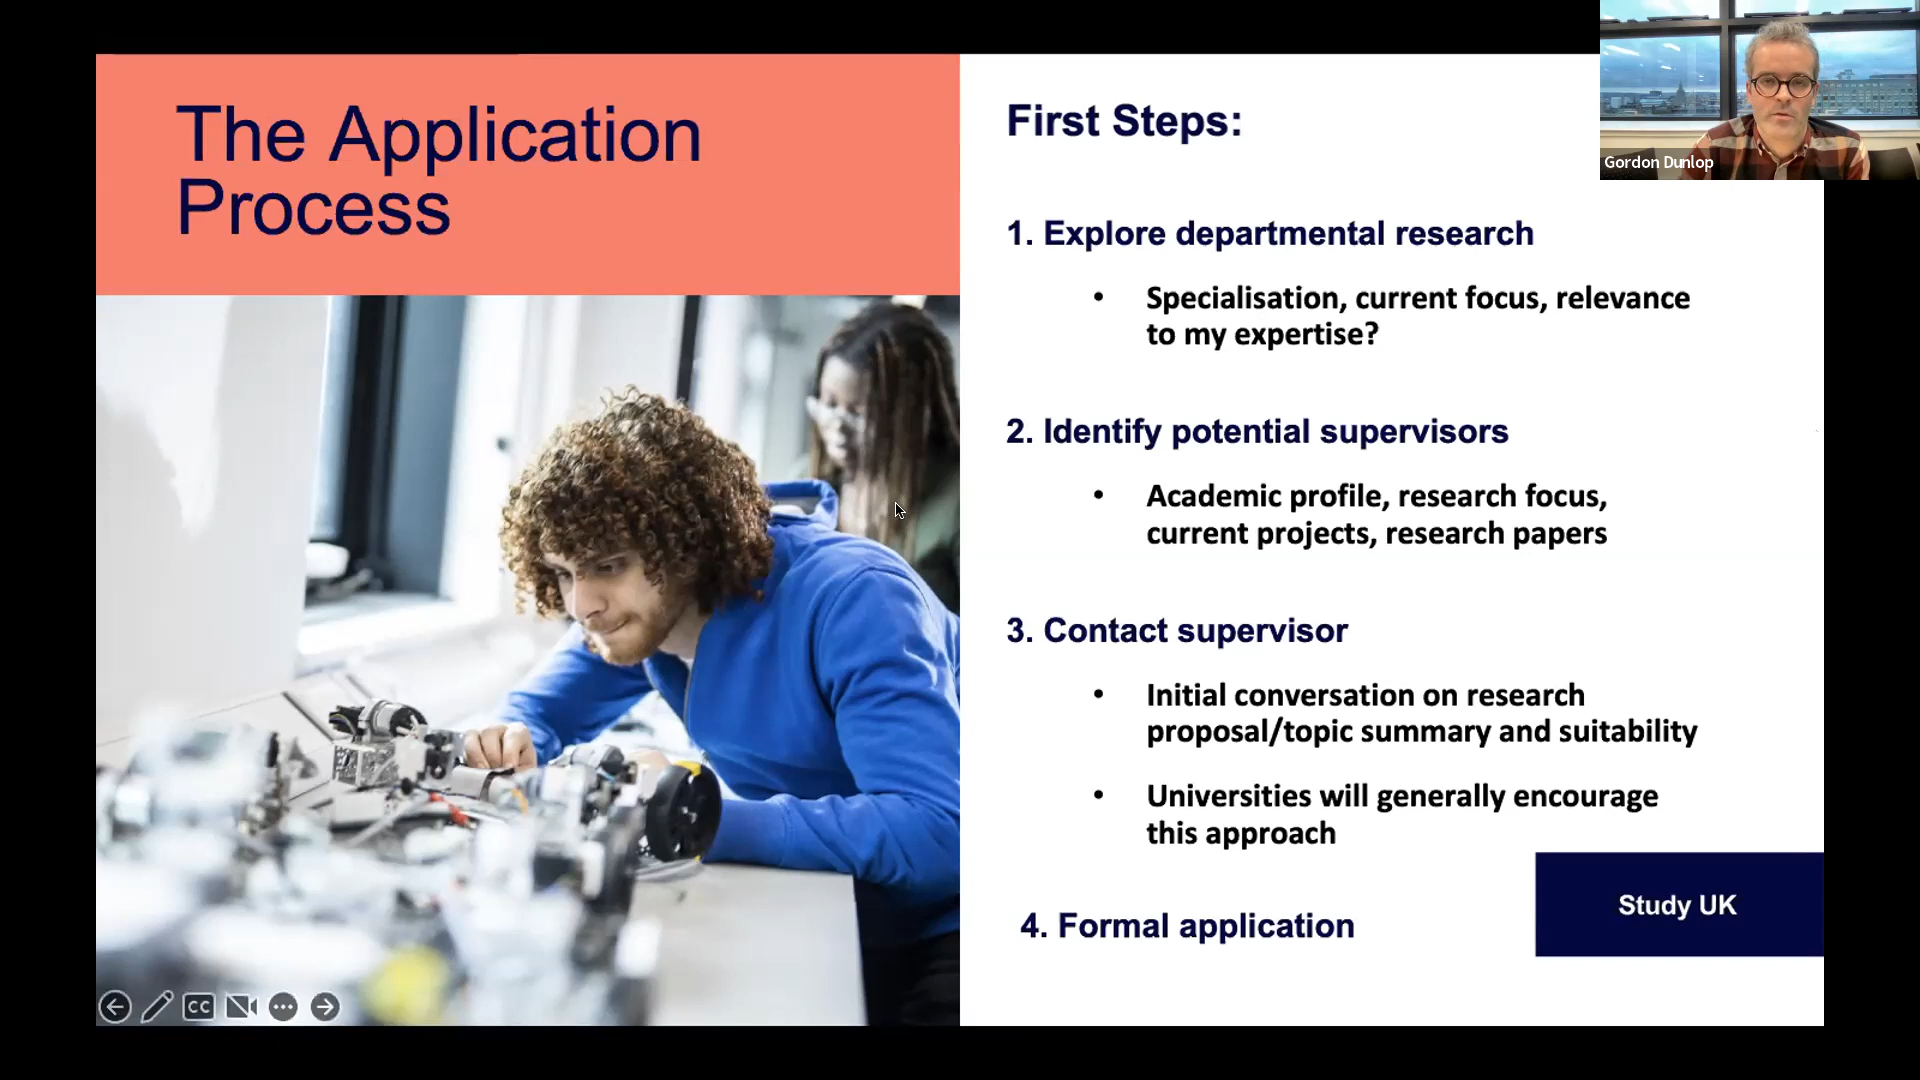 The Application
Process
First Steps:
1. Explore departmental research
• Specialisation, current focus, relevance
to my expertise?
2. Identify potential supervisors
• Academic profile, research focus,
current projects, research papers
3. Contact supervisor
• Initial conversation on research
proposal/topic summary and suitability
• Universities will generally encourage
this approach
4. Formal application
Study UK
Gordon Dunlop
CC